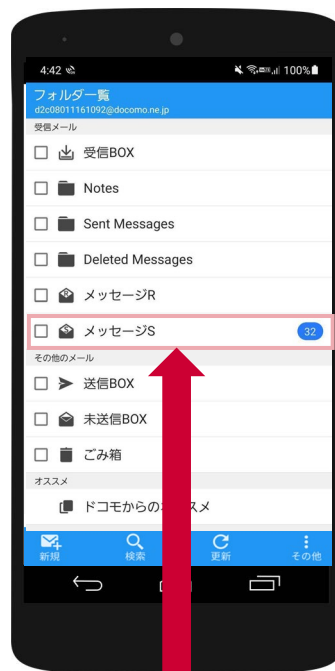 4:42 100%
フォルダ一覧
d2c08011161092@docomo.ne.jp
受信メール
受信BOX
Notes
Sent Messages
Deleted Messages
メッセージR
メッセージS 32
その他のメール
送信BOX
未送信BOX
ごみ箱
オススメ
ドコモからの スメ
新規 検索 更新 その他